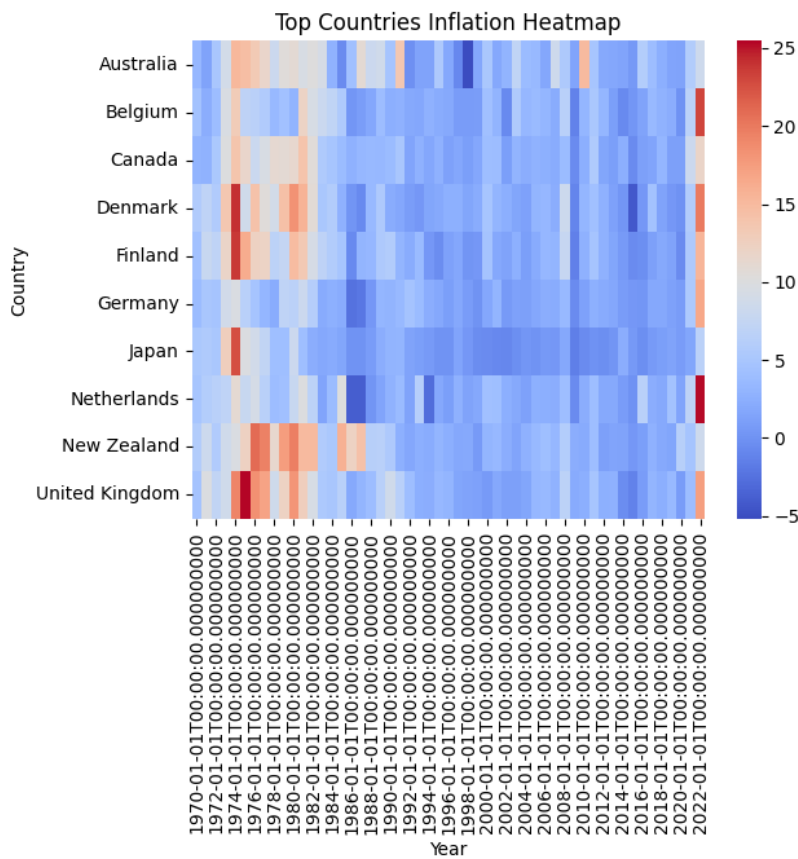 Top Countries Inflation Heatmap
Country
Australia
Belgium
Canada
Denmark
Finland
Germany
Japan
Netherlands
New Zealand
United Kingdom
25
20
15
10
5
0
−5
1970-01-01T00:00:00.000000000
1972-01-01T00:00:00.000000000
1974-01-01T00:00:00.000000000
1976-01-01T00:00:00.000000000
1978-01-01T00:00:00.000000000
1980-01-01T00:00:00.000000000
1982-01-01T00:00:00.000000000
1984-01-01T00:00:00.000000000
1986-01-01T00:00:00.000000000
1988-01-01T00:00:00.000000000
1990-01-01T00:00:00.000000000
1992-01-01T00:00:00.000000000
1994-01-01T00:00:00.000000000
1996-01-01T00:00:00.000000000
1998-01-01T00:00:00.000000000
2000-01-01T00:00:00.000000000
2002-01-01T00:00:00.000000000
2004-01-01T00:00:00.000000000
2006-01-01T00:00:00.000000000
2008-01-01T00:00:00.000000000
2010-01-01T00:00:00.000000000
2012-01-01T00:00:00.000000000
2014-01-01T00:00:00.000000000
2016-01-01T00:00:00.000000000
2018-01-01T00:00:00.000000000
2020-01-01T00:00:00.000000000
2022-01-01T00:00:00.000000000
Year